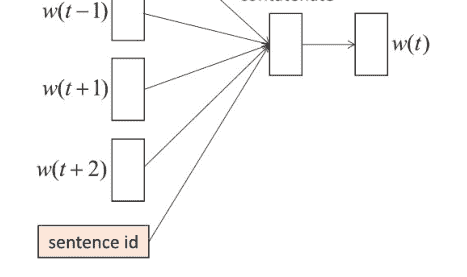 w(t−1)
w(t+1)
w(t)
w(t+2)
sentence id